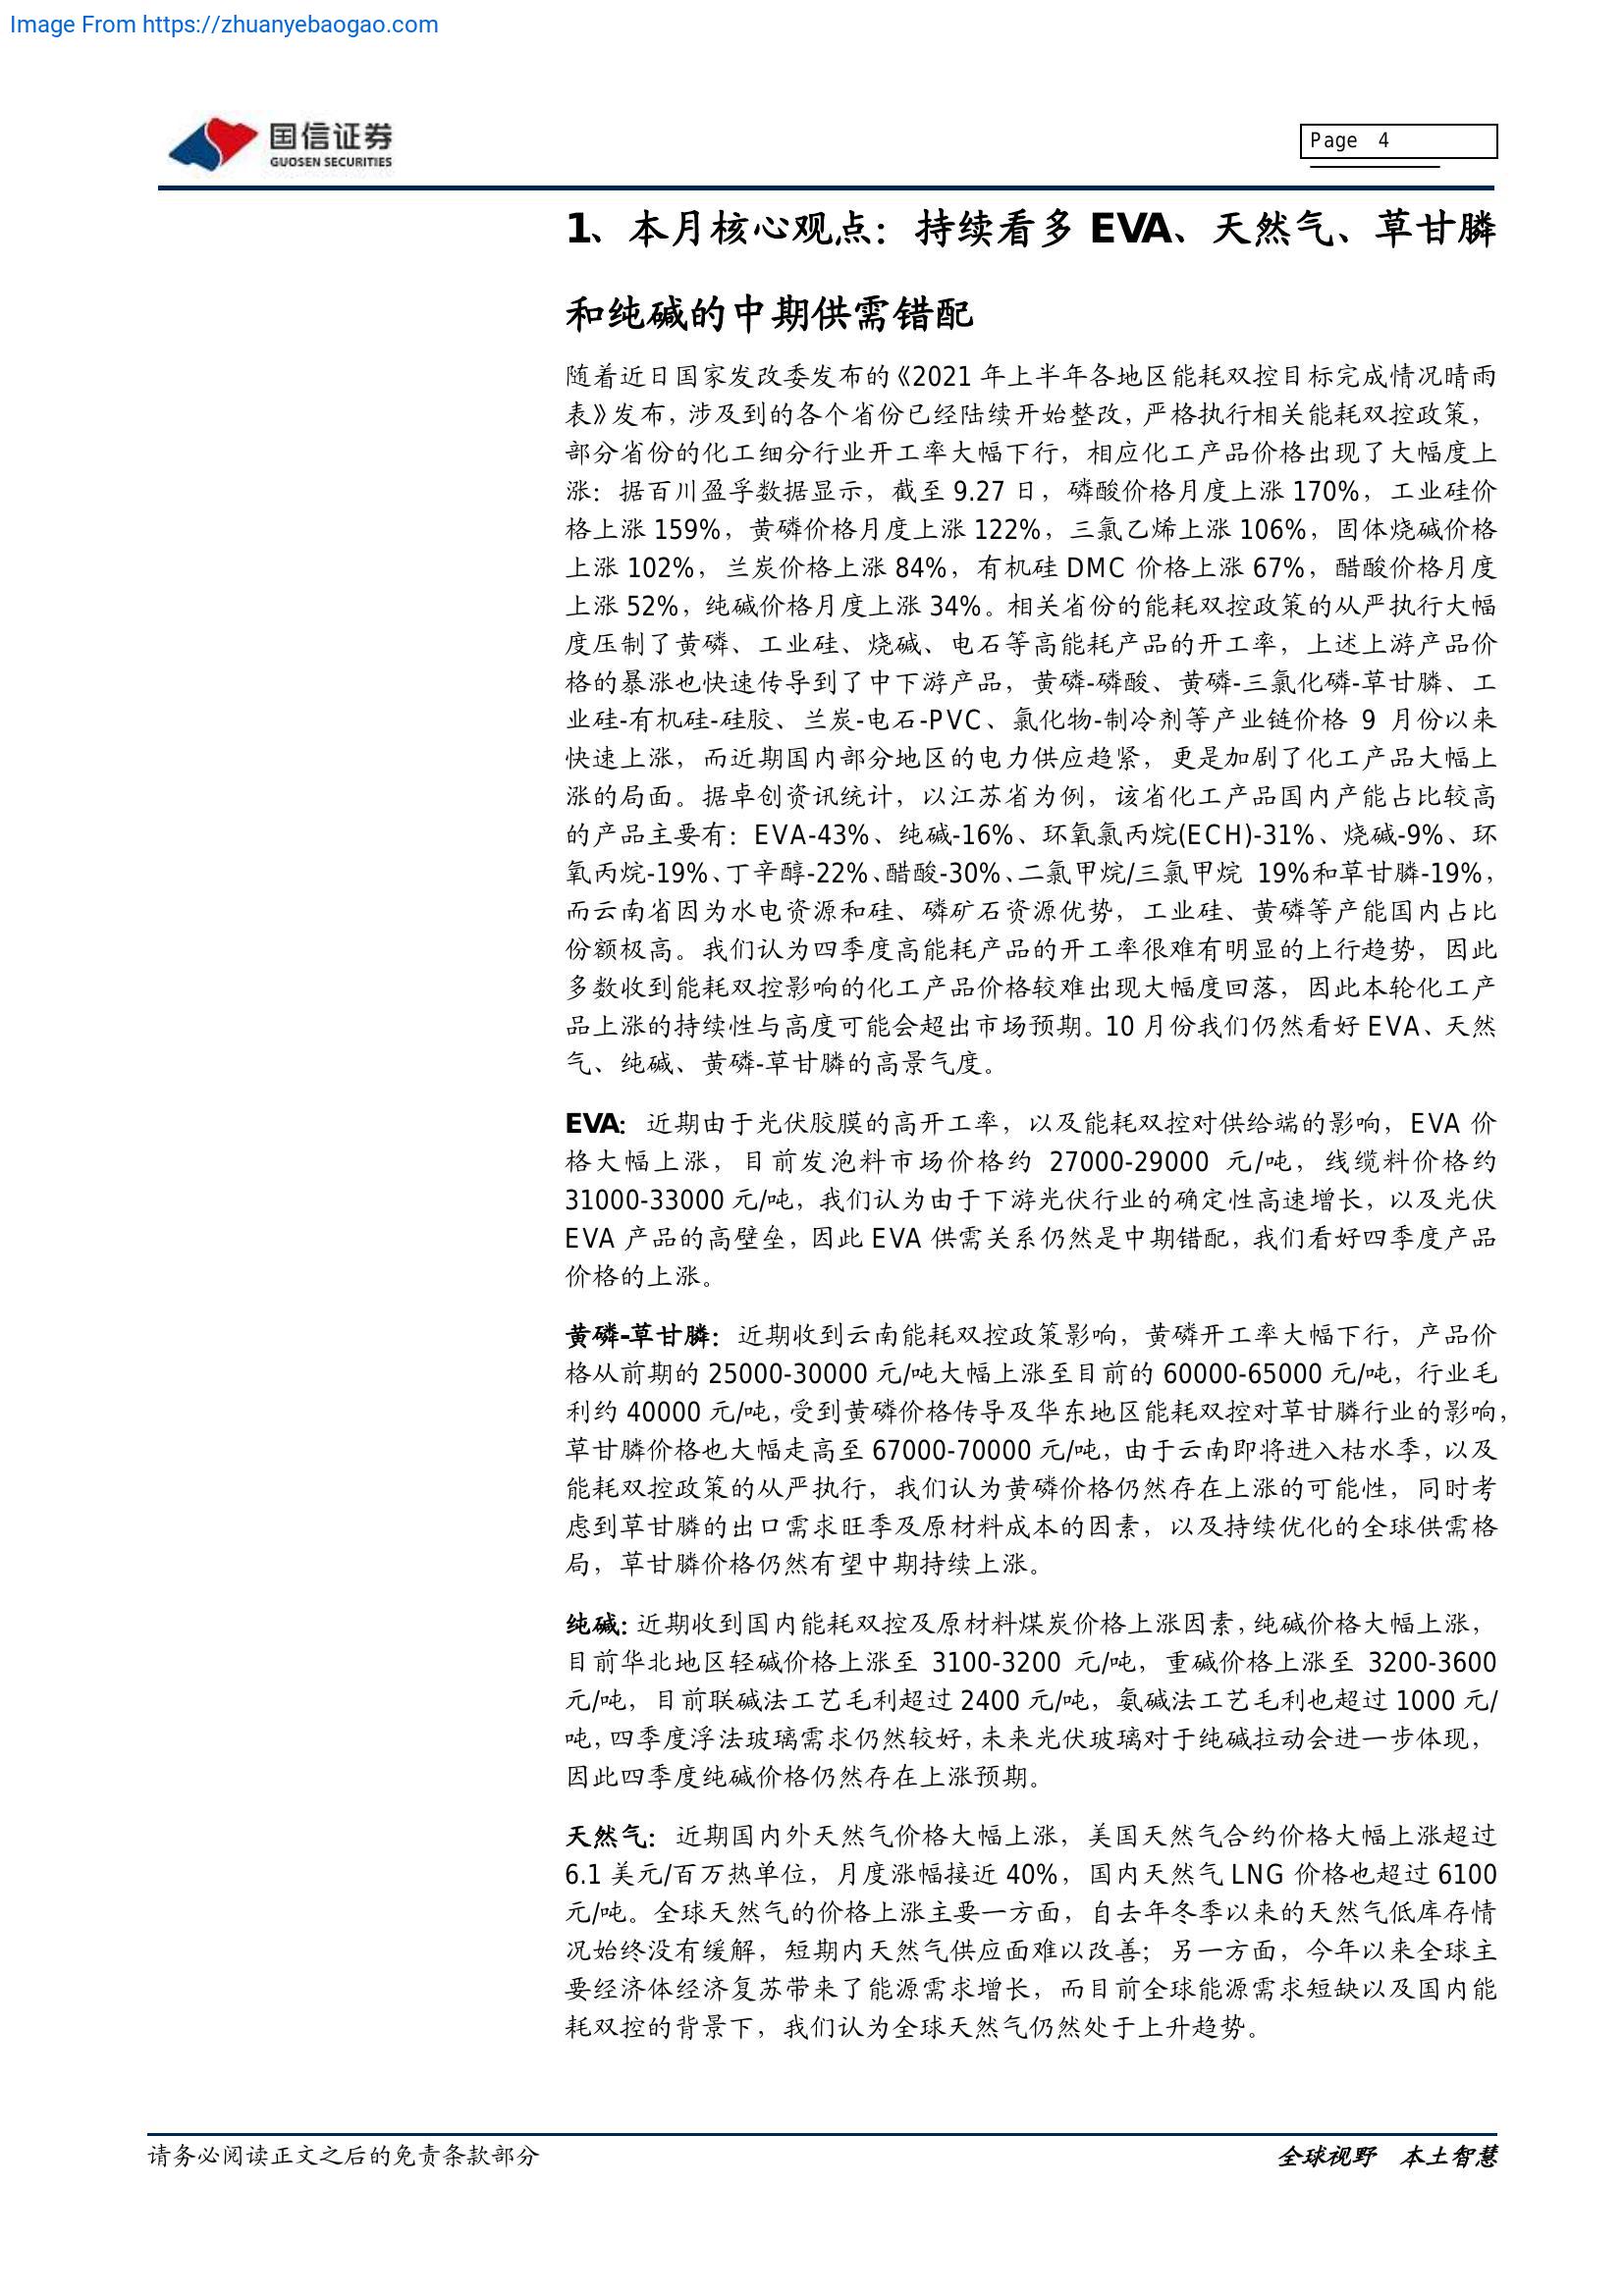 Image From https://zhuanyebaogao.com
国信证券
GUOSEN SECURITIES
Page 4
1、本月核心观点：持续看多 EVA、天然气、草甘膦
和纯碱的中期供需错配
随着近日国家发改委发布的《2021 年上半年各地区能耗双控目标完成情况晴雨
表》发布，涉及到的各个省份已经陆续开始整改，严格执行相关能耗双控政策，
部分省份的化工细分行业开工率大幅下行，相应化工产品价格出现了大幅度上
涨：据百川盈孚数据显示，截至 9.27 日，磷酸价格月度上涨 170%，工业硅价
格上涨 159%，黄磷价格月度上涨 122%，三氯乙烯上涨 106%，固体烧碱价格
上涨 102%，兰炭价格上涨 84%，有机硅 DMC 价格上涨 67%，醋酸价格月度
上涨 52%，纯碱价格月度上涨 34%。相关省份的能耗双控政策的从严执行大幅
度压制了黄磷、工业硅、烧碱、电石等高能耗产品的开工率，上述上游产品价
格的暴涨也快速传导到了中下游产品，黄磷-磷酸、黄磷-三氯化磷-草甘膦、工
业硅-有机硅-硅胶、兰炭-电石-PVC、氯化物-制冷剂等产业链价格 9 月份以来
快速上涨，而近期国内部分地区的电力供应趋紧，更是加剧了化工产品大幅上
涨的局面。据卓创资讯统计，以江苏省为例，该省化工产品国内产能占比较高
的产品主要有：EVA-43%、纯碱-16%、环氧氯丙烷(ECH)-31%、烧碱-9%、环
氧丙烷-19%、丁辛醇-22%、醋酸-30%、二氯甲烷/三氯甲烷 19%和草甘膦-19%，
而云南省因为水电资源和硅、磷矿石资源优势，工业硅、黄磷等产能国内占比
份额极高。我们认为四季度高能耗产品的开工率很难有明显的上行趋势，因此
多数收到能耗双控影响的化工产品价格较难出现大幅度回落，因此本轮化工产
品上涨的持续性与高度可能会超出市场预期。10 月份我们仍然看好 EVA、天然
气、纯碱、黄磷-草甘膦的高景气度。
EVA：近期由于光伏胶膜的高开工率，以及能耗双控对供给端的影响，EVA 价
格大幅上涨，目前发泡料市场价格约 27000-29000 元/吨，线缆料价格约
31000-33000 元/吨，我们认为由于下游光伏行业的确定性高速增长，以及光伏
EVA 产品的高壁垒，因此 EVA 供需关系仍然是中期错配，我们看好四季度产品
价格的上涨。
黄磷-草甘膦：近期收到云南能耗双控政策影响，黄磷开工率大幅下行，产品价
格从前期的 25000-30000 元/吨大幅上涨至目前的 60000-65000 元/吨，行业毛
利约 40000 元/吨，受到黄磷价格传导及华东地区能耗双控对草甘膦行业的影响，
草甘膦价格也大幅走高至 67000-70000 元/吨，由于云南即将进入枯水季，以及
能耗双控政策的从严执行，我们认为黄磷价格仍然存在上涨的可能性，同时考
虑到草甘膦的出口需求旺季及原材料成本的因素，以及持续优化的全球供需格
局，草甘膦价格仍然有望中期持续上涨。
纯碱：近期收到国内能耗双控及原材料煤炭价格上涨因素，纯碱价格大幅上涨，
目前华北地区轻碱价格上涨至 3100-3200 元/吨，重碱价格上涨至 3200-3600
元/吨，目前联碱法工艺毛利超过 2400 元/吨，氨碱法工艺毛利也超过 1000 元/
吨，四季度浮法玻璃需求仍然较好，未来光伏玻璃对于纯碱拉动会进一步体现，
因此四季度纯碱价格仍然存在上涨预期。
天然气：近期国内外天然气价格大幅上涨，美国天然气合约价格大幅上涨超过
6.1 美元/百万热单位，月度涨幅接近 40%，国内天然气 LNG 价格也超过 6100
元/吨。全球天然气的价格上涨主要一方面，自去年冬季以来的天然气低库存情
况始终没有缓解，短期内天然气供应面难以改善；另一方面，今年以来全球主
要经济体经济复苏带来了能源需求增长，而目前全球能源需求短缺以及国内能
耗双控的背景下，我们认为全球天然气仍然处于上升趋势。
请务必阅读正文之后的免责条款部分
全球视野 本土智慧